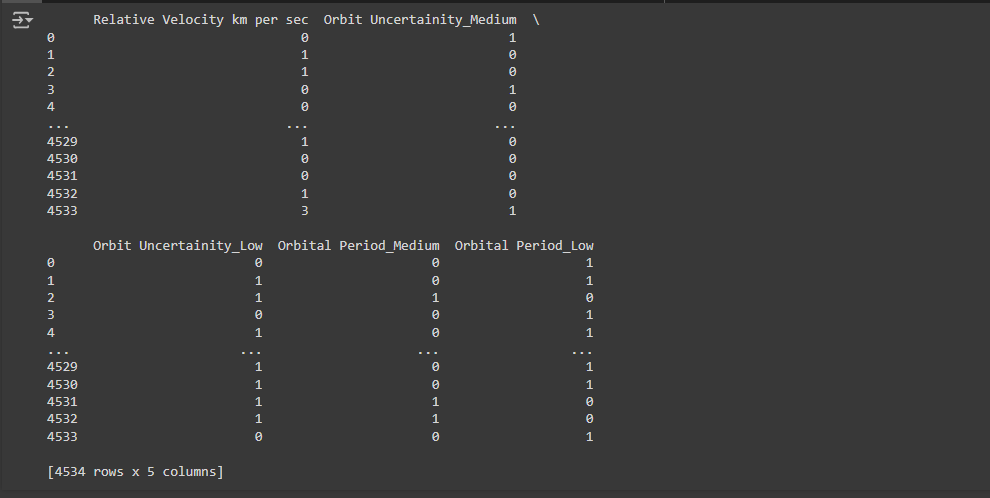 Relative Velocity km per sec  Orbit Uncertainity_Medium  \
0                                0                          1
1                                1                          0
2                                1                          0
3                                0                          1
4                                0                          0
...                            ...                        ...
4529                             1                          0
4530                             0                          0
4531                             0                          0
4532                             1                          0
4533                             3                          1
Orbit Uncertainity_Low  Orbital Period_Medium  Orbital Period_Low
0                          0                      0                   1
1                          1                      0                   1
2                          1                      1                   0
3                          0                      0                   1
4                          1                      0                   1
...                      ...                    ...                 ...
4529                       1                      0                   1
4530                       1                      0                   1
4531                       1                      1                   0
4532                       1                      1                   0
4533                       0                      0                   1
[4534 rows x 5 columns]